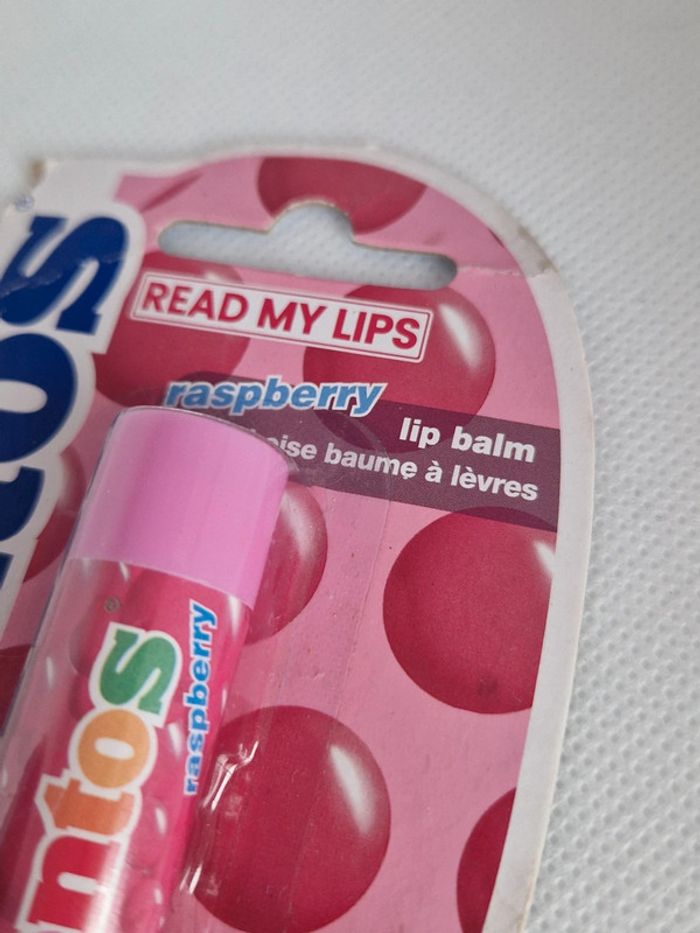 READ MY LIPS
raspberry
lip balm
baume à lèvres
raspberry